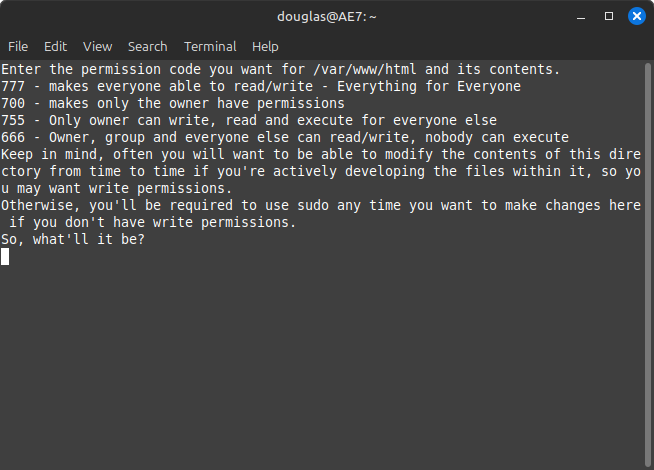 douglas@AE7: ~
File Edit View Search Terminal Help
Enter the permission code you want for /var/www/html and its contents.
777 - makes everyone able to read/write - Everything for Everyone
700 - makes only the owner have permissions
755 - Only owner can write, read and execute for everyone else
666 - Owner, group and everyone else can read/write, nobody can execute
Keep in mind, often you will want to be able to modify the contents of this dire
ctory from time to time if you're actively developing the files within it, so yo
u may want write permissions.
Otherwise, you'll be required to use sudo any time you want to make changes here
 if you don't have write permissions.
So, what'll it be?